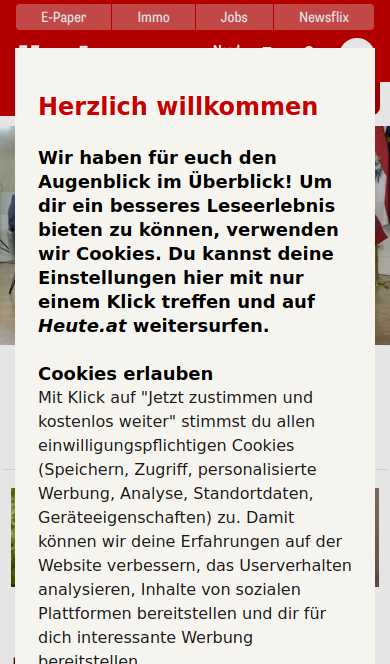 E-Paper
Immo
Jobs
Newsflix
Herzlich willkommen
Wir haben für euch den
Augenblick im Überblick! Um
dir ein besseres Leseerlebnis
bieten zu können, verwenden
wir Cookies. Du kannst deine
Einstellungen hier mit nur
einem Klick treffen und auf
Heute.at weitersurfen.
Cookies erlauben
Mit Klick auf "Jetzt zustimmen und
kostenlos weiter" stimmst du allen
einwilligungspflichtigen Cookies
(Speichern, Zugriff, personalisierte
Werbung, Analyse, Standortdaten,
Geräteeigenschaften) zu. Damit
können wir deine Erfahrungen auf der
Website verbessern, das Userverhalten
analysieren, Inhalte von sozialen
Plattformen bereitstellen und dir für
dich interessante Werbung
bereitstellen